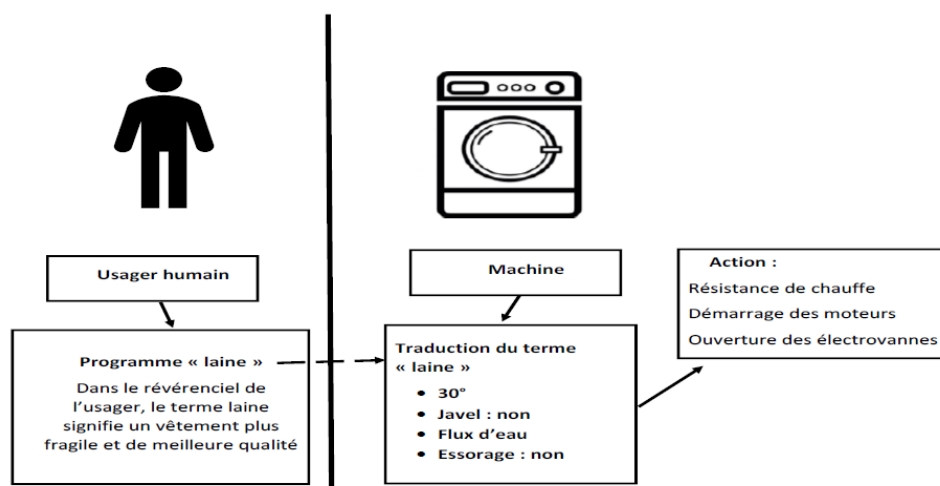 Usager humain
Programme « laine »
Dans le révérenciel de
l’usager, le terme laine
signifie un vêtement plus
fragile et de meilleure qualité
Machine
Traduction du terme
« laine »
• 30°
• Javel : non
• Flux d’eau
• Essorage : non
Action :
Résistance de chauffe
Démarrage des moteurs
Ouverture des électrovannes